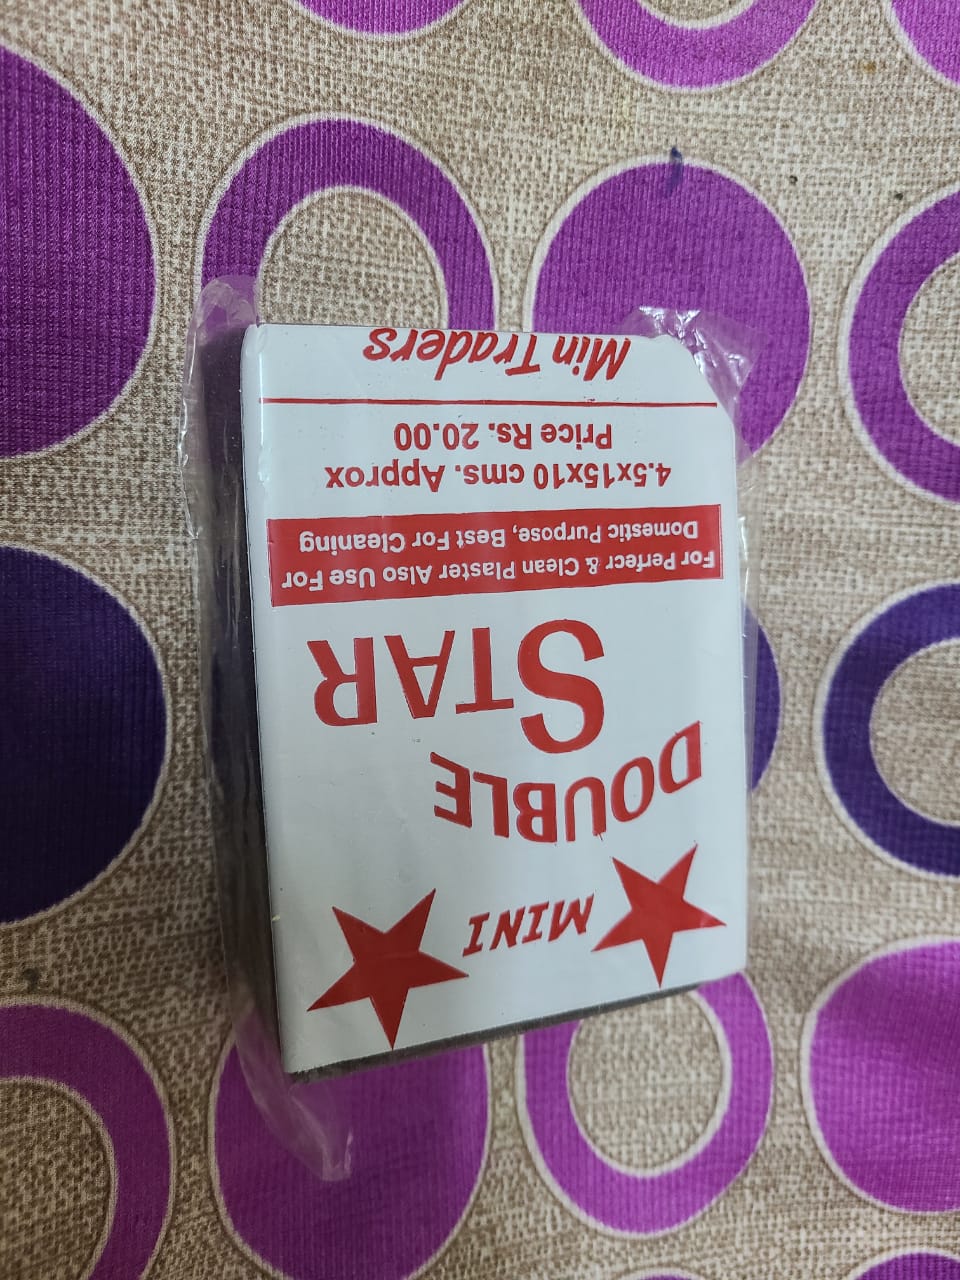 MINI
DOUBLE
STAR
For Perfecr & Clean Plaster Also Use For
Domestic Purpose, Best For Cleaning
4.5x15x10 cms. Approx
Price Rs. 20.00
Min Traders